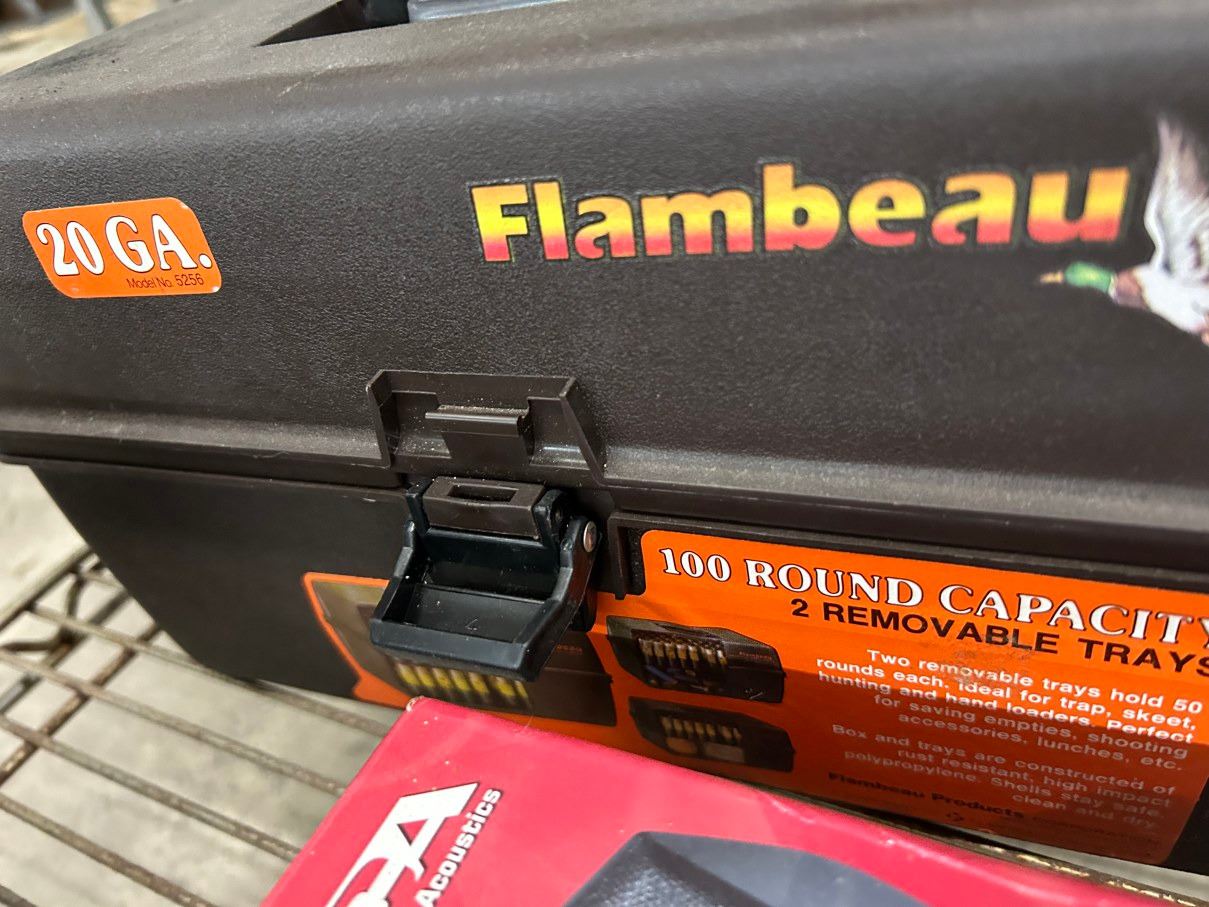 20 GA.
Model No. 5256
Flambeau
100 ROUND CAPACITY
2 REMOVABLE TRAYS
Two removable trays hold 50
rounds each. Ideal for trap, skeet,
hunting and hand loaders. Perfect
for saving empties, shooting
accessories, lunches, etc.
Box and trays are constructed of
rust resistant, high impact
polypropylene. Shells stay safe,
clean and dry.
Flambeau Products
Acoustics